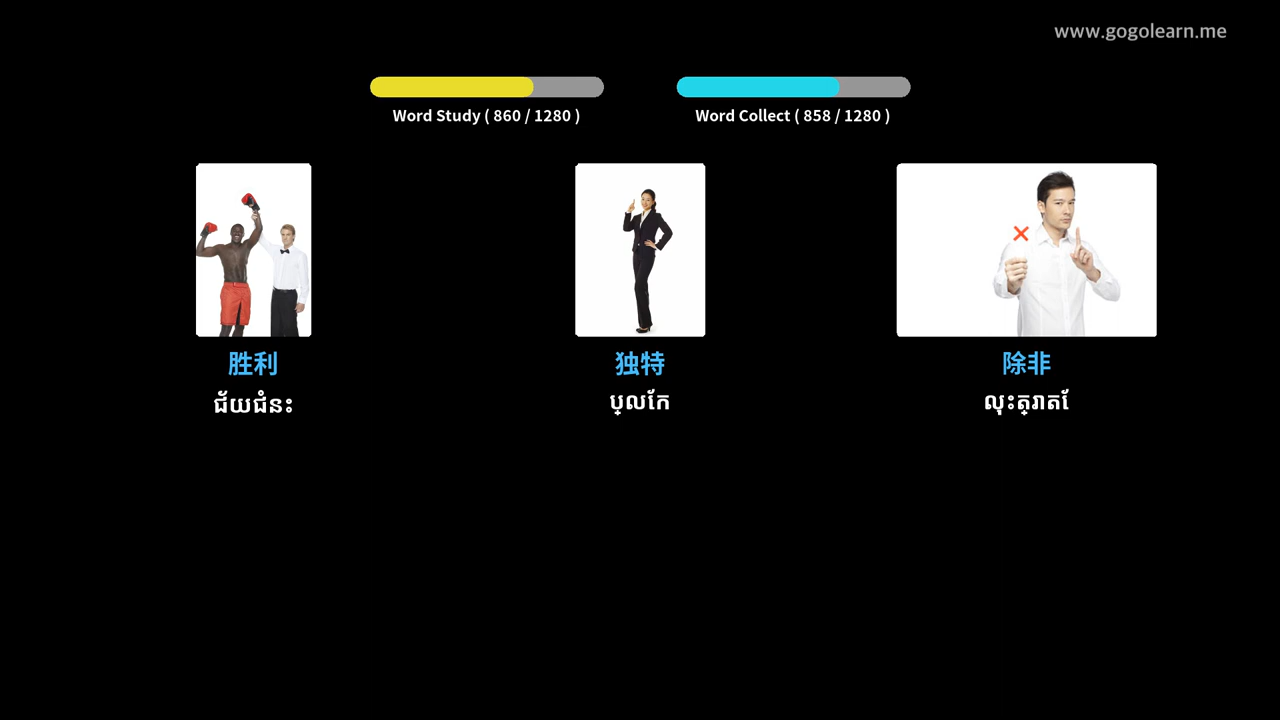 www.gogolearn.me
Word Study ( 860 / 1280 )
Word Collect ( 858 / 1280 )
胜利
独特
除非
ជ័យជំនះ
ប្លែក
លុះត្រាតែ